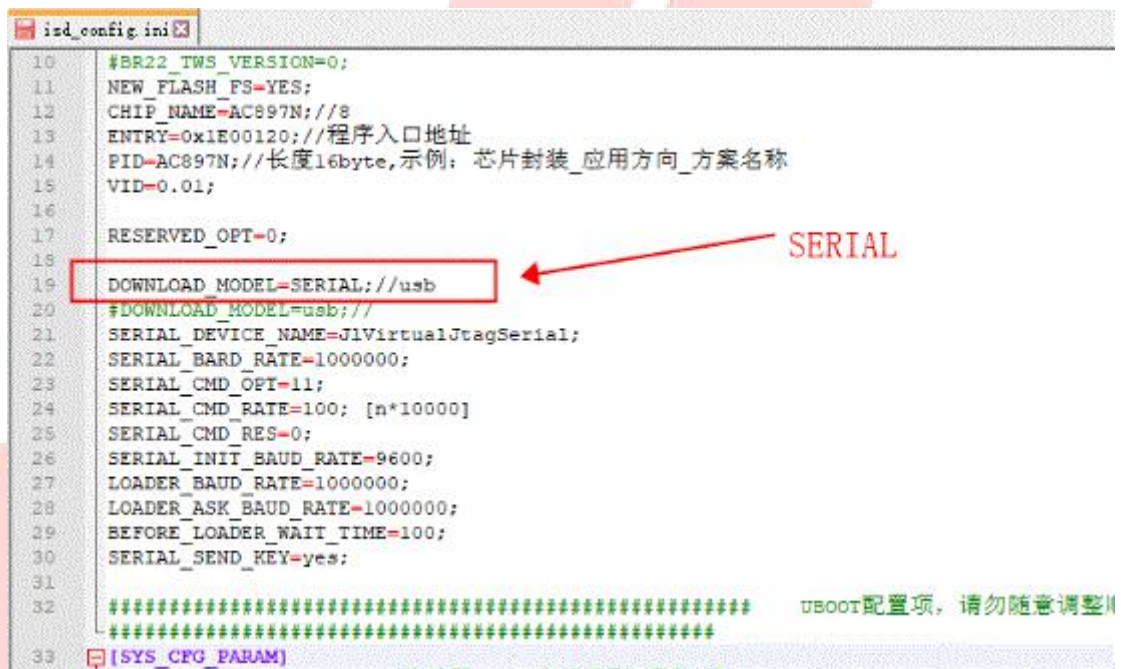 isd_config.ini
10 #BR22_TWS_VERSION=0;
11 NEW_FLASH_FS=YES;
12 CHIP_NAME=AC897N;//8
13 ENTRY=0x1E00120;//程序入口地址
14 PID=AC897N;//长度16byte,示例：芯片封装_应用方向_方案名称
15 VID=0.01;
16
17 RESERVED_OPT=0;
SERIAL
18
19 DOWNLOAD_MODEL=SERIAL;//usb
20 #DOWNLOAD_MODEL=usb;//
21 SERIAL_DEVICE_NAME=JlVirtualJtagSerial;
22 SERIAL_BARD_RATE=1000000;
23 SERIAL_CMD_OPT=11;
24 SERIAL_CMD_RATE=100; [n*10000]
25 SERIAL_CMD_RES=0;
26 SERIAL_INIT_BAUD_RATE=9600;
27 LOADER_BAUD_RATE=1000000;
28 LOADER_ASK_BAUD_RATE=1000000;
29 BEFORE_LOADER_WAIT_TIME=100;
30 SERIAL_SEND_KEY=yes;
31
32 ##################################################### UBOOT配置项，请勿随意调整
##################################################
33 [SYS_CFG_PARAM]